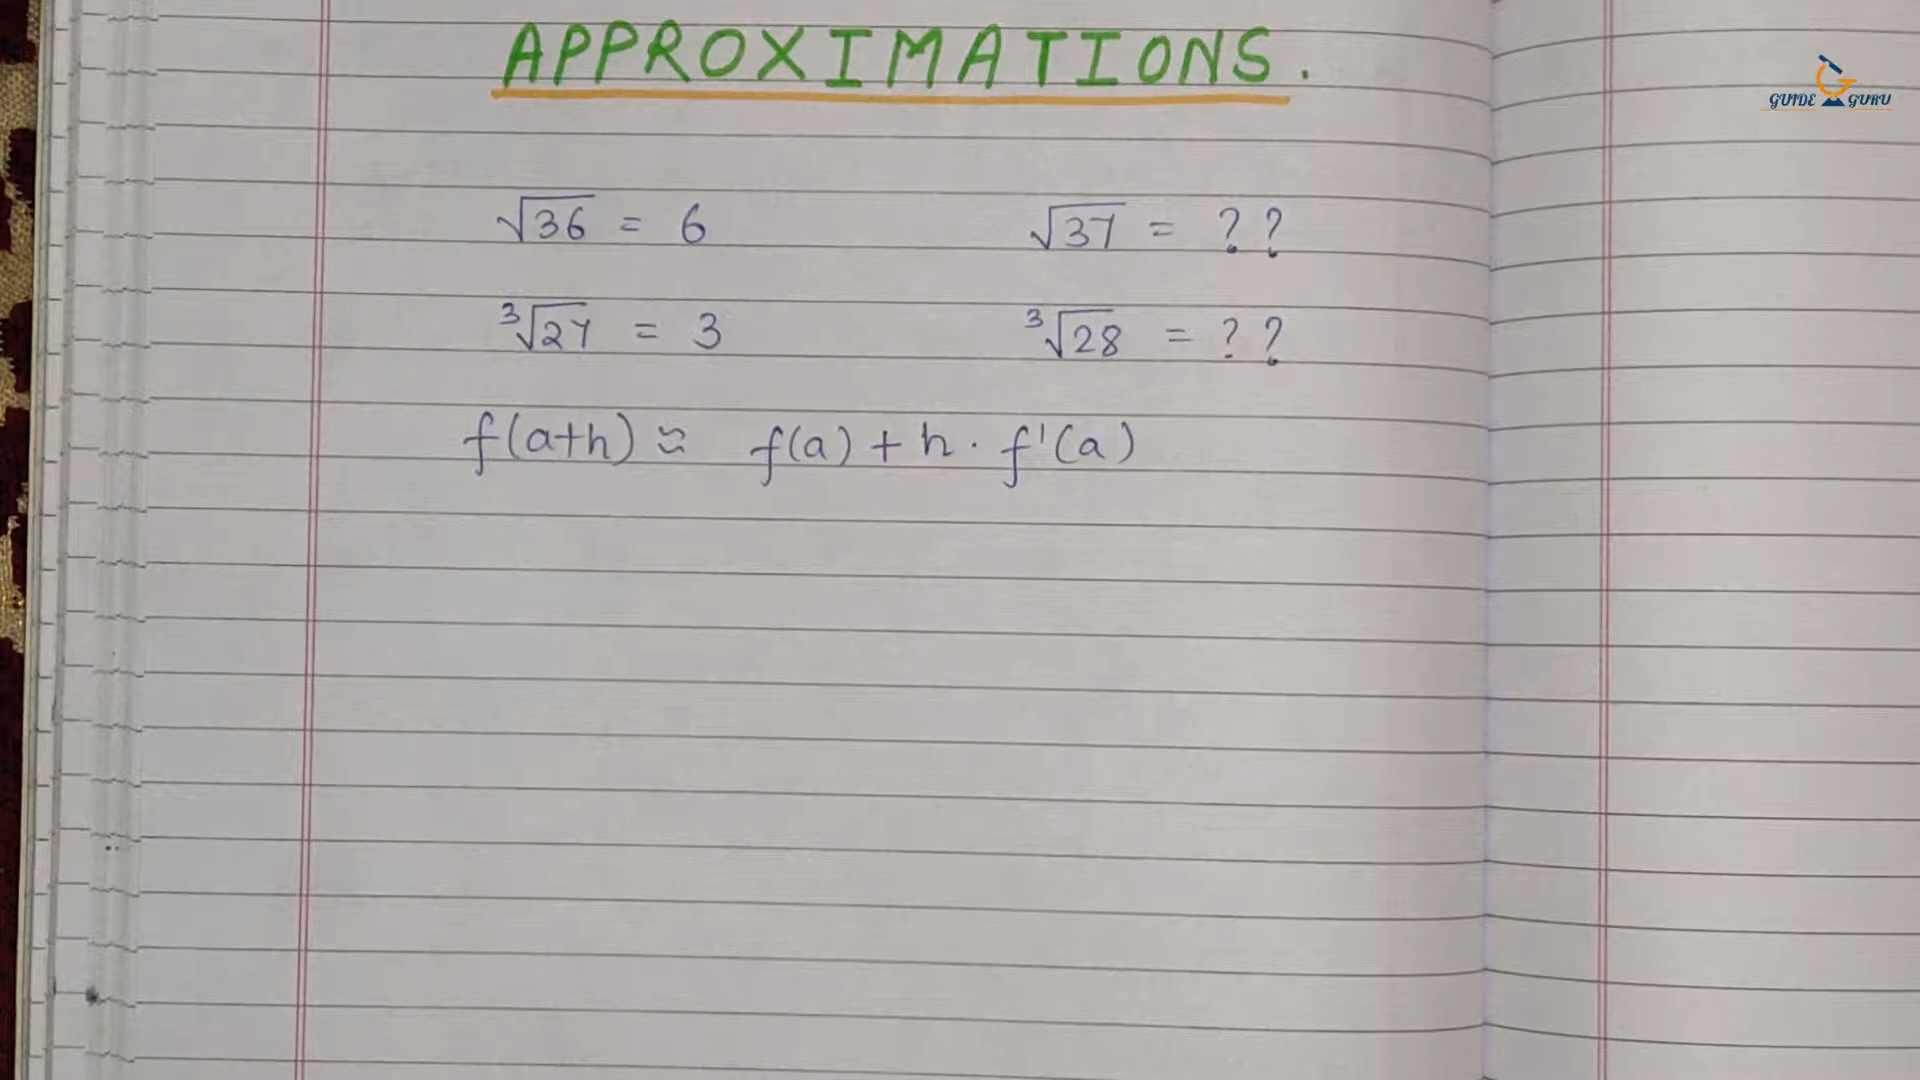 APPROXIMATIONS.
GUIDE GURU
√36 = 6 √37 = ??
³√27 = 3 ³√28 = ??
f(a+h) ≈ f(a) + h · f'(a)